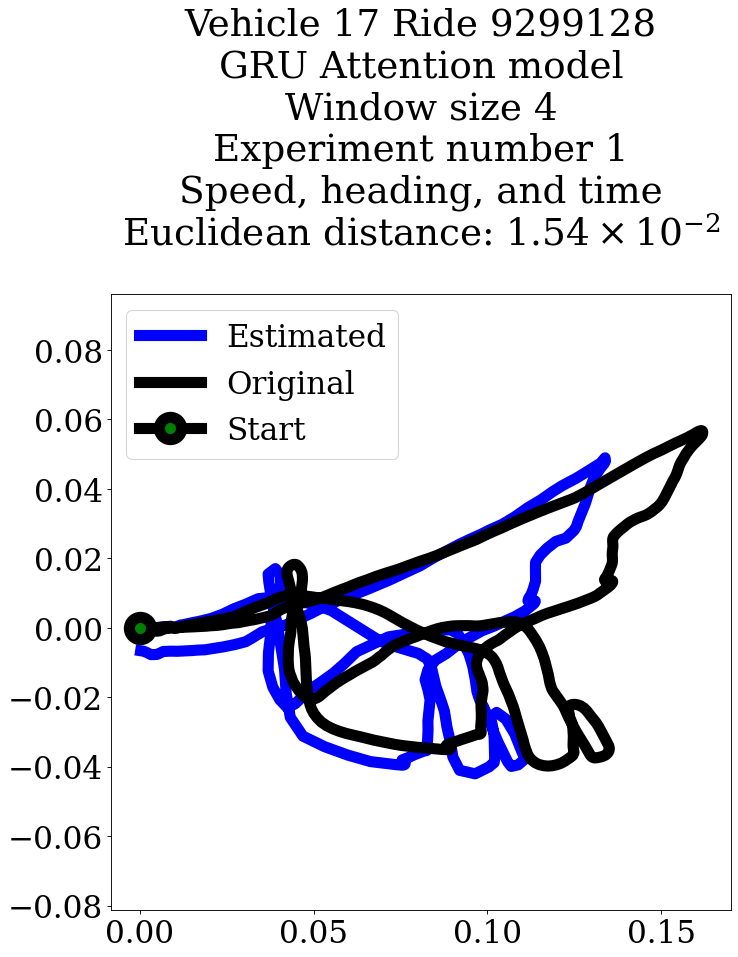 Vehicle 17 Ride 9299128
GRU Attention model
Window size 4
Experiment number 1
Speed, heading, and time
Euclidean distance: 1.54 × 10⁻²
Estimated
Original
Start
0.08
0.06
0.04
0.02
0.00
−0.02
−0.04
−0.06
−0.08
0.00 0.05 0.10 0.15